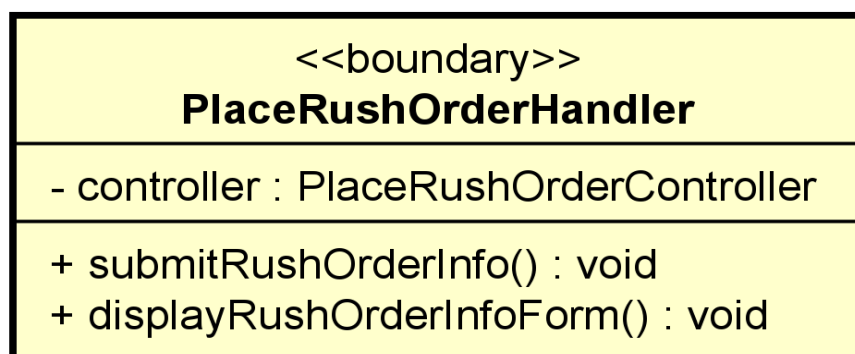 <<boundary>>
PlaceRushOrderHandler
- controller : PlaceRushOrderController
+ submitRushOrderInfo() : void
+ displayRushOrderInfoForm() : void